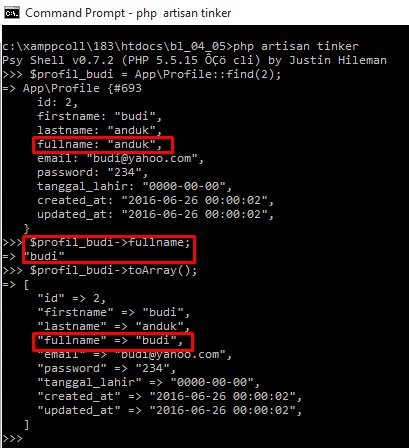 Command Prompt - php  artisan tinker
c:\xamppcoll\183\htdocs\bl_04_05>php artisan tinker
Psy Shell v0.7.2 (PHP 5.5.15 ÔÇö cli) by Justin Hileman
>>> $profil_budi = App\Profile::find(2);
=> App\Profile {#693
     id: 2,
     firstname: "budi",
     lastname: "anduk",
     fullname: "anduk",
     email: "budi@yahoo.com",
     password: "234",
     tanggal_lahir: "0000-00-00",
     created_at: "2016-06-26 00:00:02",
     updated_at: "2016-06-26 00:00:02",
   }
>>> $profil_budi->fullname;
=> "budi"
>>> $profil_budi->toArray();
=> [
     "id" => 2,
     "firstname" => "budi",
     "lastname" => "anduk",
     "fullname" => "budi",
     "email" => "budi@yahoo.com",
     "password" => "234",
     "tanggal_lahir" => "0000-00-00",
     "created_at" => "2016-06-26 00:00:02",
     "updated_at" => "2016-06-26 00:00:02",
   ]
>>>